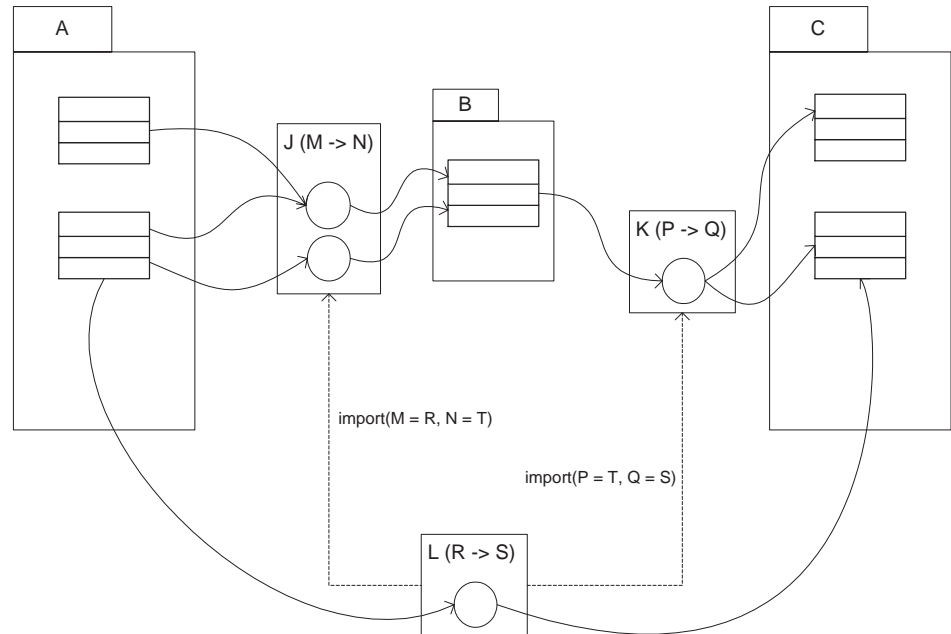 A
C
B
J (M -> N)
K (P -> Q)
import(M = R, N = T)
import(P = T, Q = S)
L (R -> S)